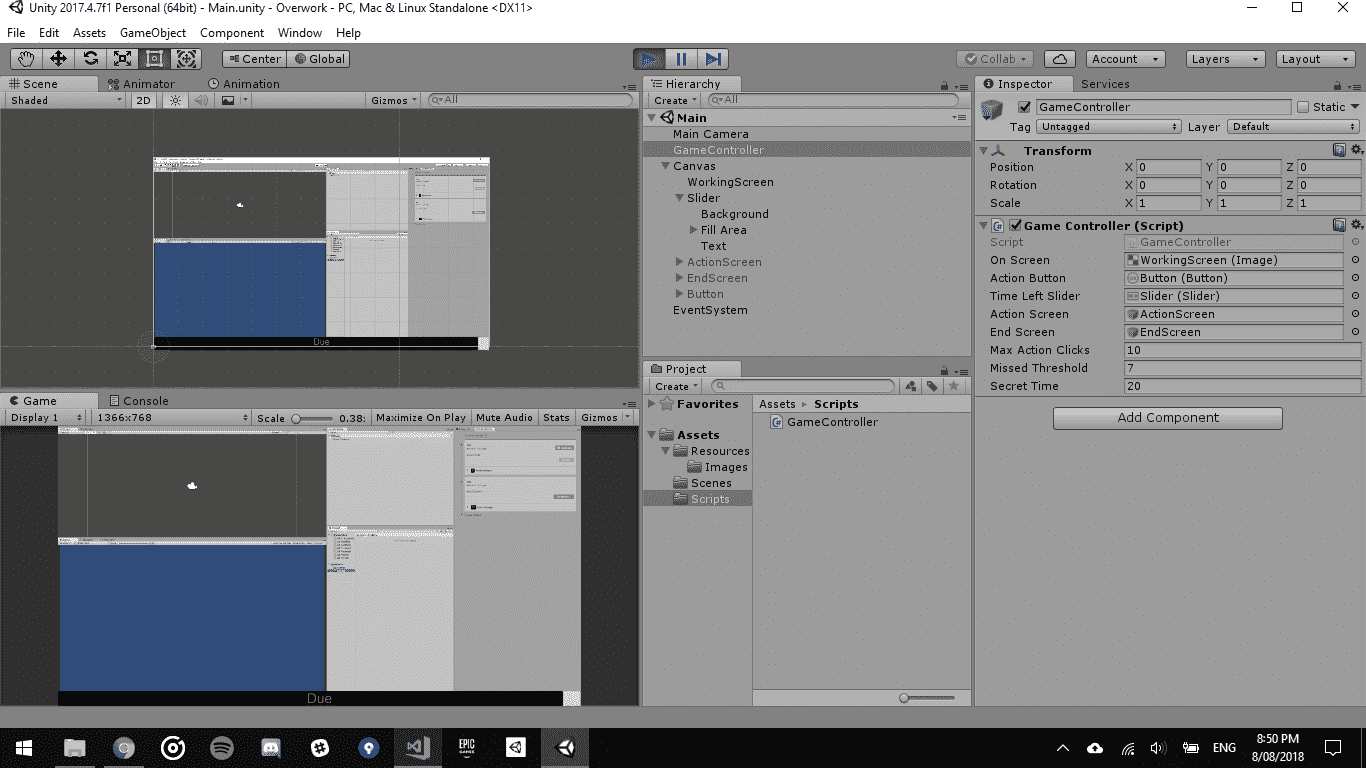 Unity 2017.4.7f1 Personal (64bit) - Main.unity - Overwork - PC, Mac & Linux Standalone <DX11>
File Edit Assets GameObject Component Window Help
Center Global Collab Account Layers Layout
Scene Animator Animation
Shaded 2D Gizmos All
Due
Game Console
Display 1 1366x768 Scale 0.38: Maximize On Play Mute Audio Stats Gizmos
Due
Hierarchy
Create All
Main
Main Camera
GameController
Canvas
WorkingScreen
Slider
Background
Fill Area
Text
ActionScreen
EndScreen
Button
EventSystem
Project
Create
Favorites
Assets
Resources
Images
Scenes
Scripts
Assets ▸ Scripts
GameController
Inspector Services
GameController Static
Tag Untagged Layer Default
Transform
Position X 0 Y 0 Z 0
Rotation X 0 Y 0 Z 0
Scale X 1 Y 1 Z 1
Game Controller (Script)
Script GameController
On Screen WorkingScreen (Image)
Action Button Button (Button)
Time Left Slider Slider (Slider)
Action Screen ActionScreen
End Screen EndScreen
Max Action Clicks 10
Missed Threshold 7
Secret Time 20
Add Component
EPIC GAMES
ENG
8:50 PM
8/08/2018